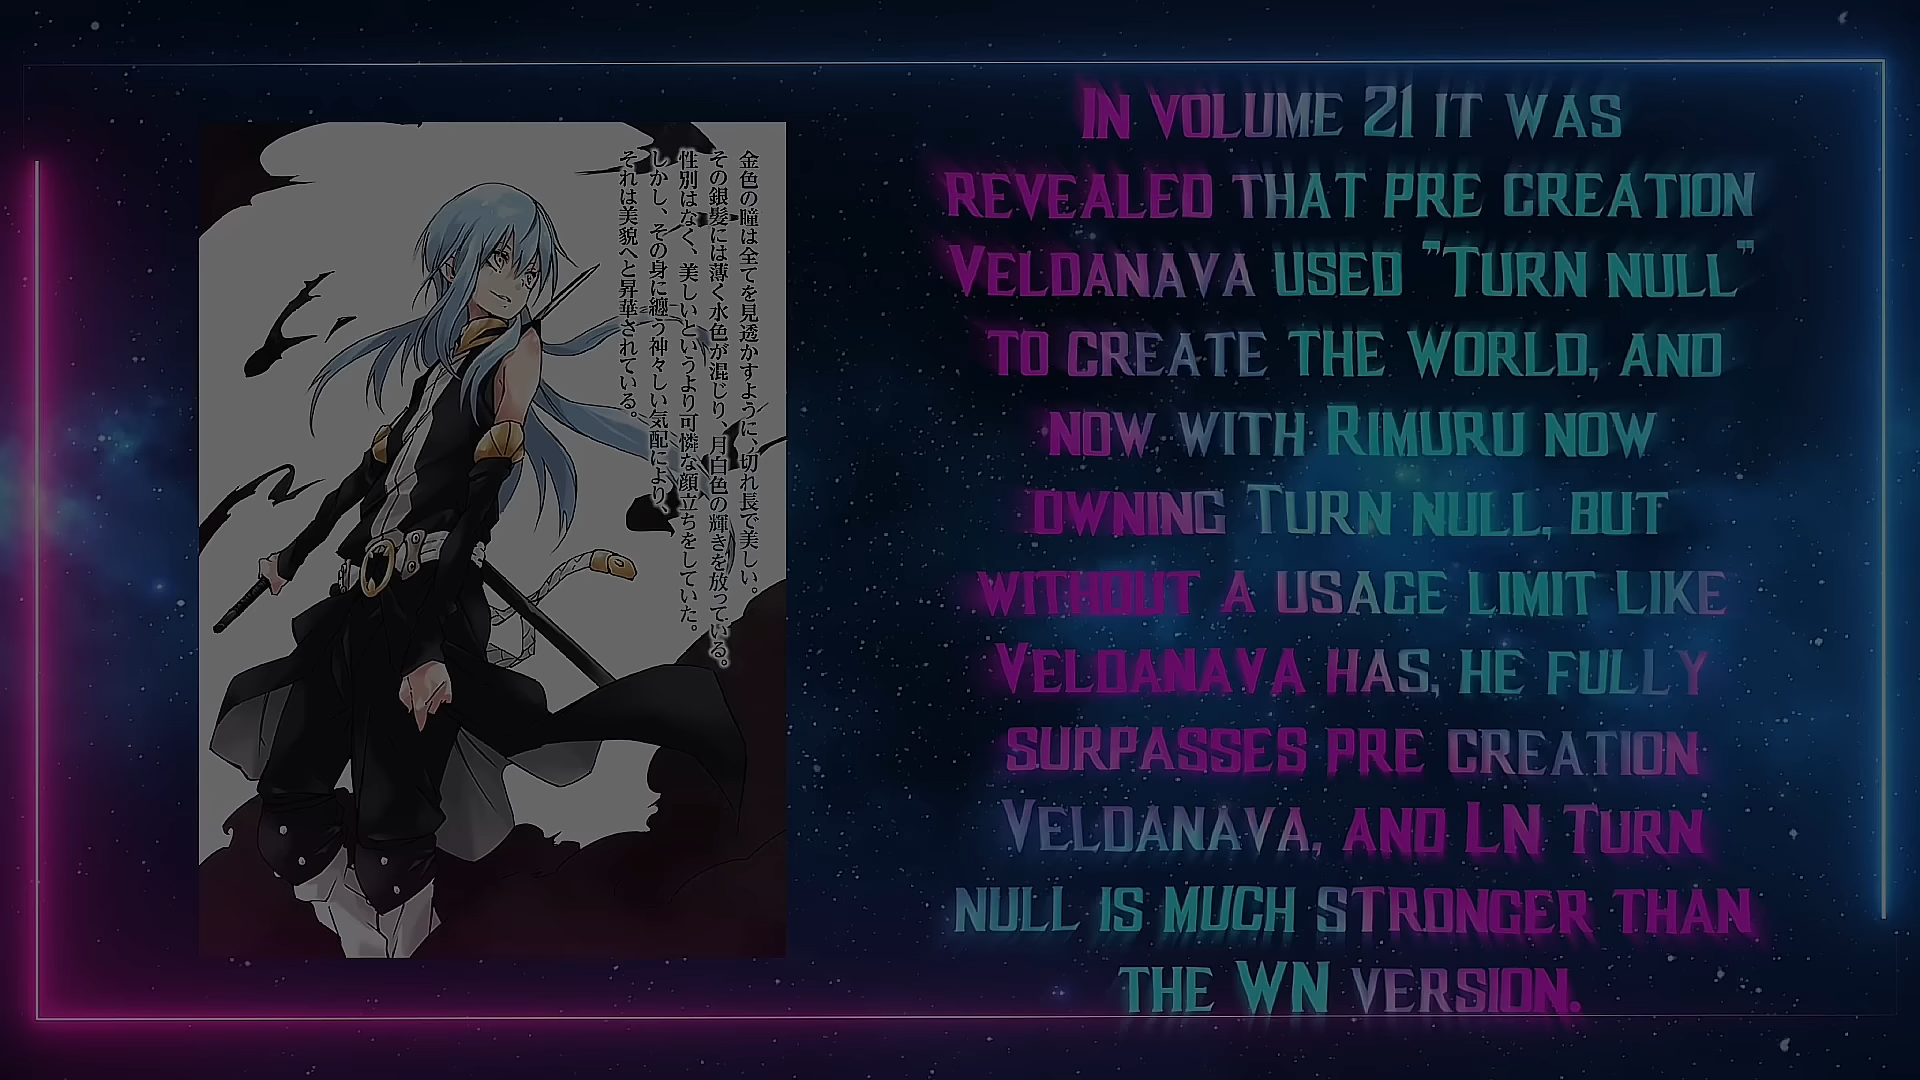 金色の瞳は全てを見透かすように、切れ長で美しい。
その銀髪には薄く水色が混じり、月白色の輝きを放っている。
性別はなく、美しいというより可憐な顔立ちをしていた。
しかし、その身に纏う神々しい気配により、
それは美貌へと昇華されている。
In volume 21 it was
revealed that pre creation
Veldanava used "Turn null"
to create the world, and
now with Rimuru now
owning Turn null, but
without a usage limit like
Veldanava has, he fully
surpasses pre creation
Veldanava, and LN Turn
null is much stronger than
the WN version.